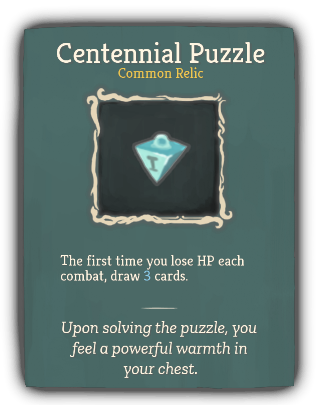 Centennial Puzzle
Common Relic
I
The first time you lose HP each
combat, draw 3 cards.
Upon solving the puzzle, you
feel a powerful warmth in
your chest.